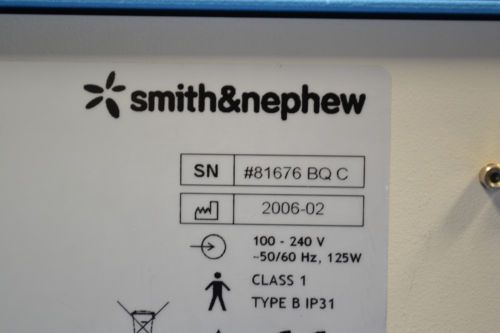 smith&nephew
SN #81676 BQ C
2006-02
100 - 240 V
~50/60 Hz, 125W
CLASS 1
TYPE B IP31